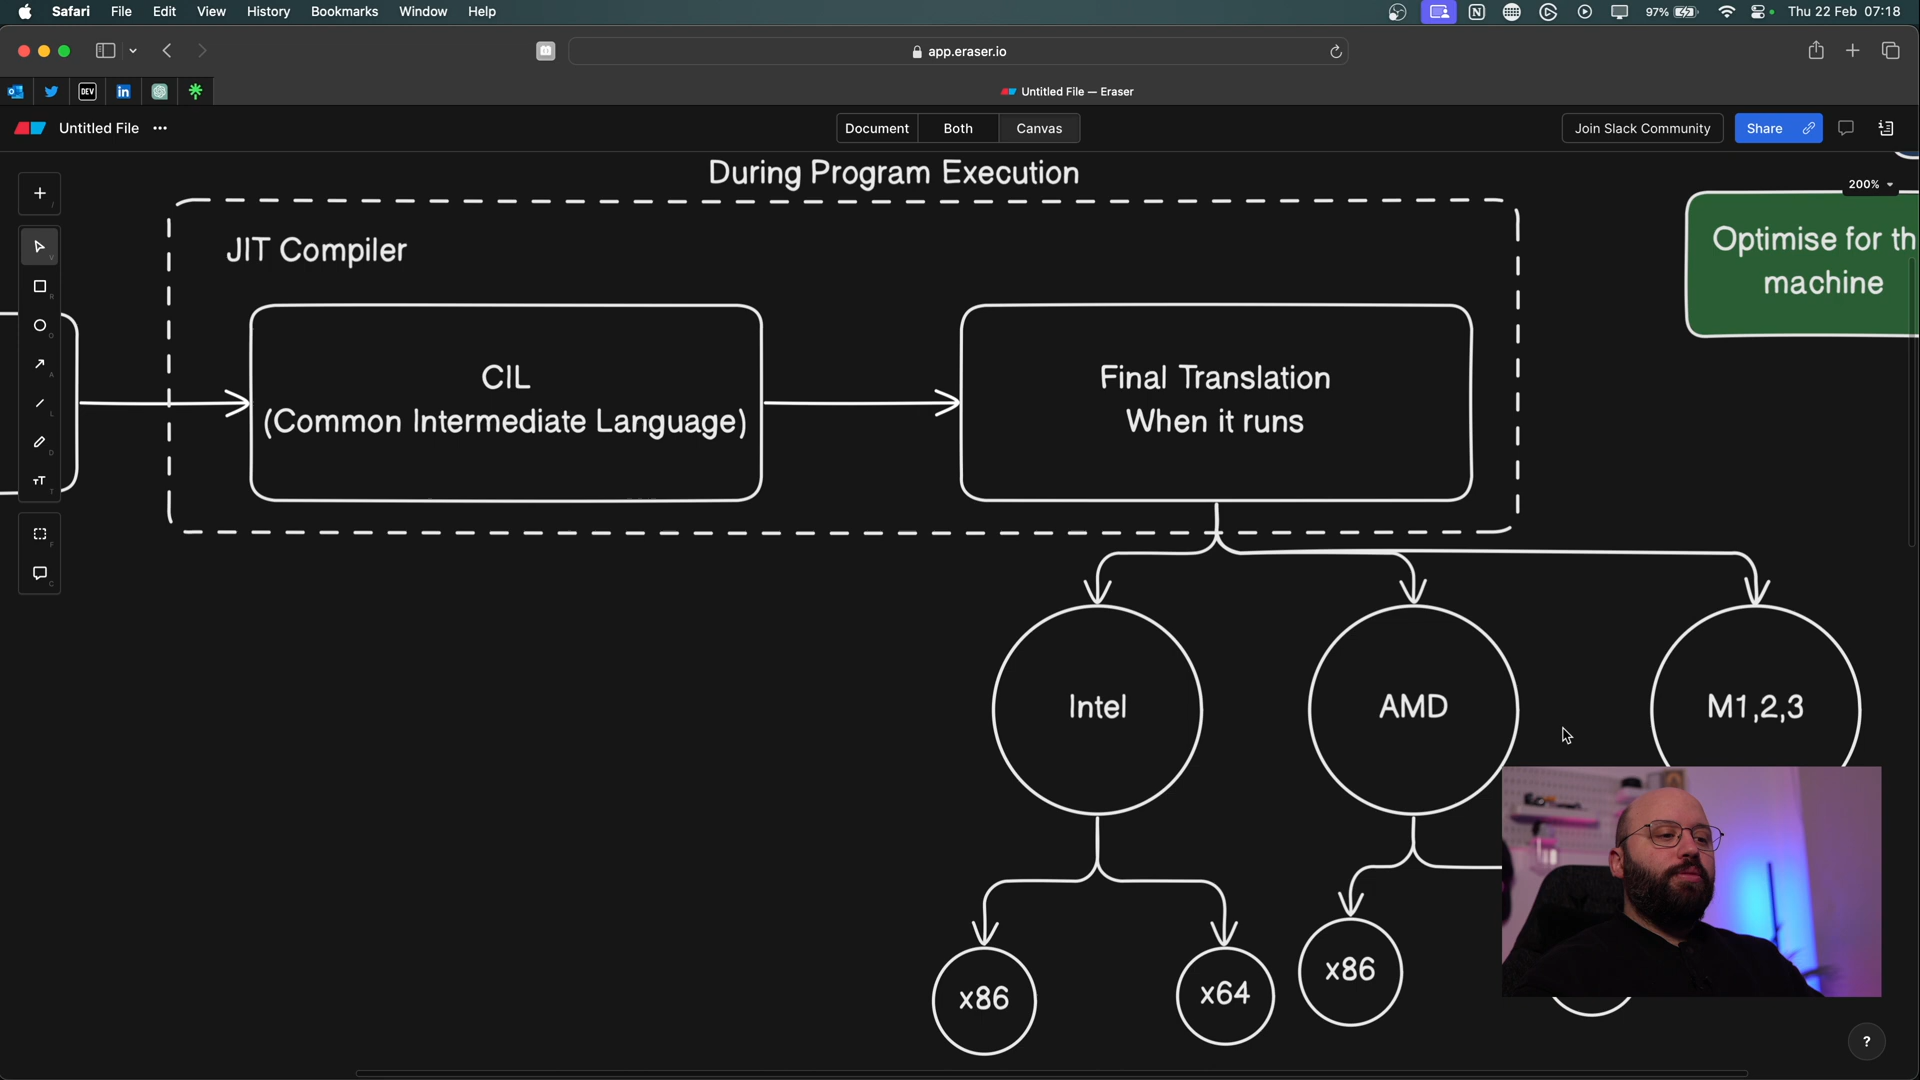 Safari File Edit View History Bookmarks Window Help 97% Thu 22 Feb 07:18
app.eraser.io
DEV in Untitled File — Eraser
Untitled File ••• Document Both Canvas Join Slack Community Share
During Program Execution
200%
JIT Compiler
Optimise for th
machine
CIL
(Common Intermediate Language)
Final Translation
When it runs
Intel
AMD
M1,2,3
x86
x64
x86
?